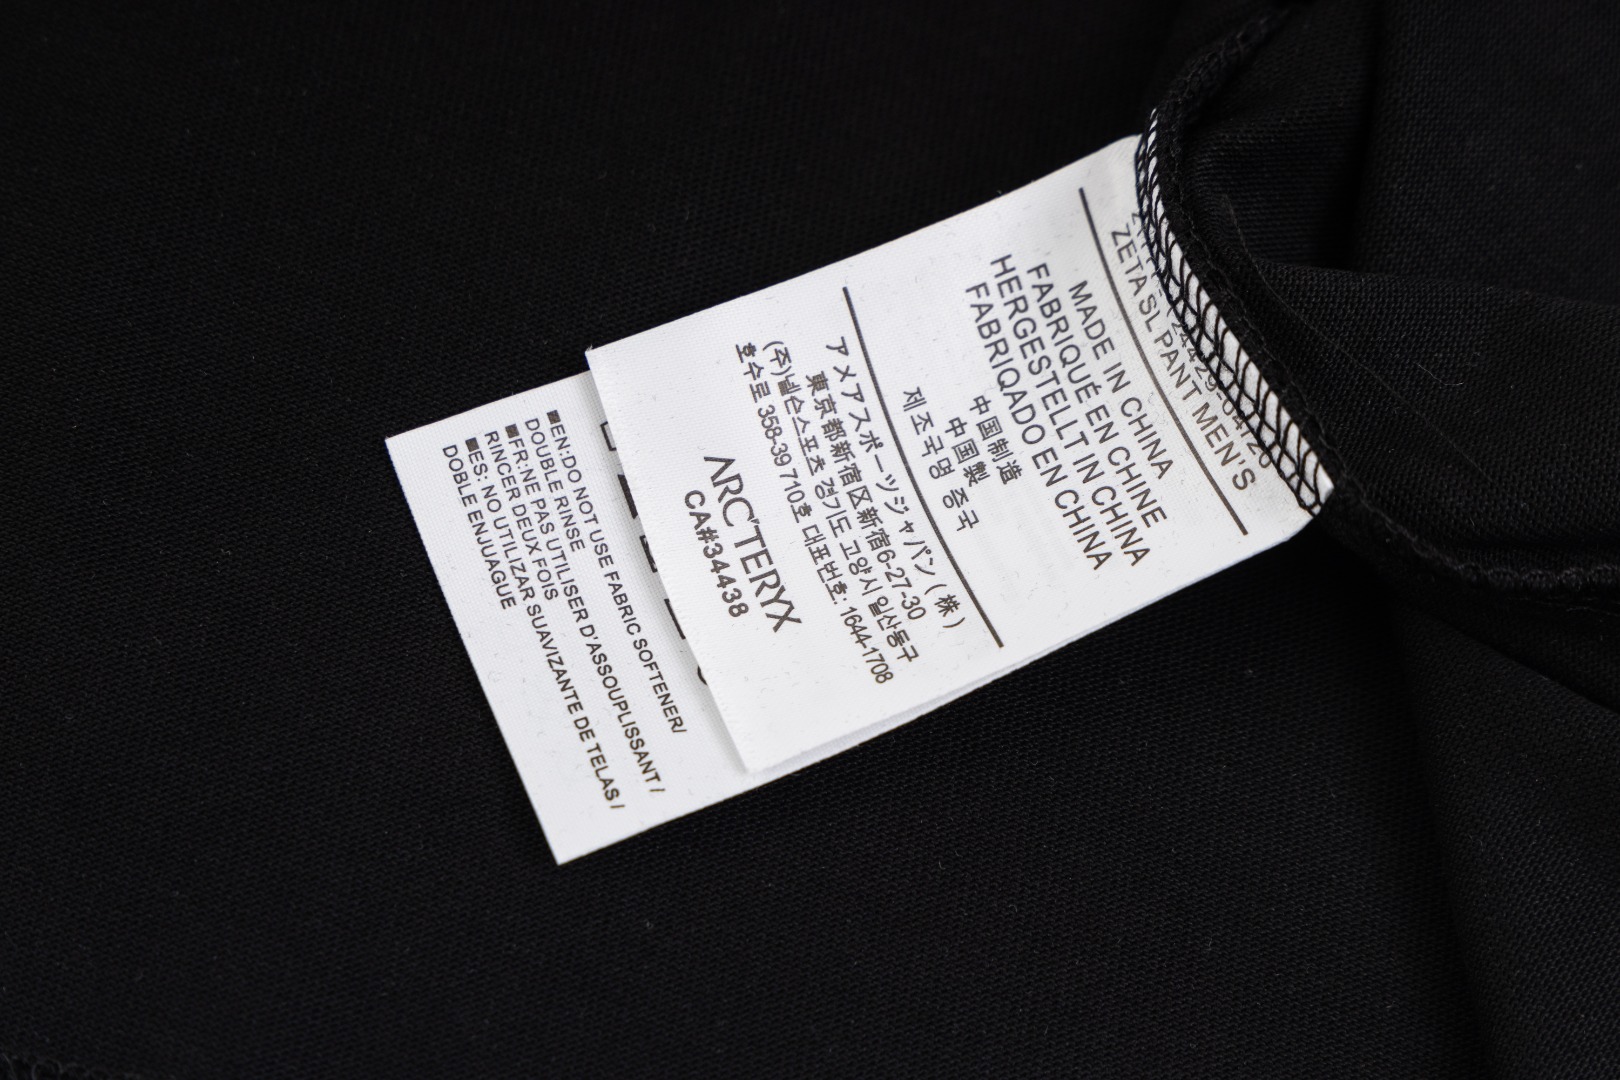 ZETA SL PANT MEN'S
MADE IN CHINA
FABRIQUÉ EN CHINE
HERGESTELLT IN CHINA
FABRIQADO EN CHINA
中国制造
中国製
제조국명 중국
アメアスポーツジャパン(株)
東京都新宿区新宿6-27-30
(주)넬슨스포츠 경기도 고양시 일산동구
호수로 358-39 710호 대표번호: 1644-1708
ARC'TERYX
CA#34438
■EN:DO NOT USE FABRIC SOFTENER/
DOUBLE RINSE
■FR:NE PAS UTILISER D'ASSOUPLISSANT /
RINCER DEUX FOIS
■ES: NO UTILIZAR SUAVIZANTE DE TELAS /
DOBLE ENJUAGUE